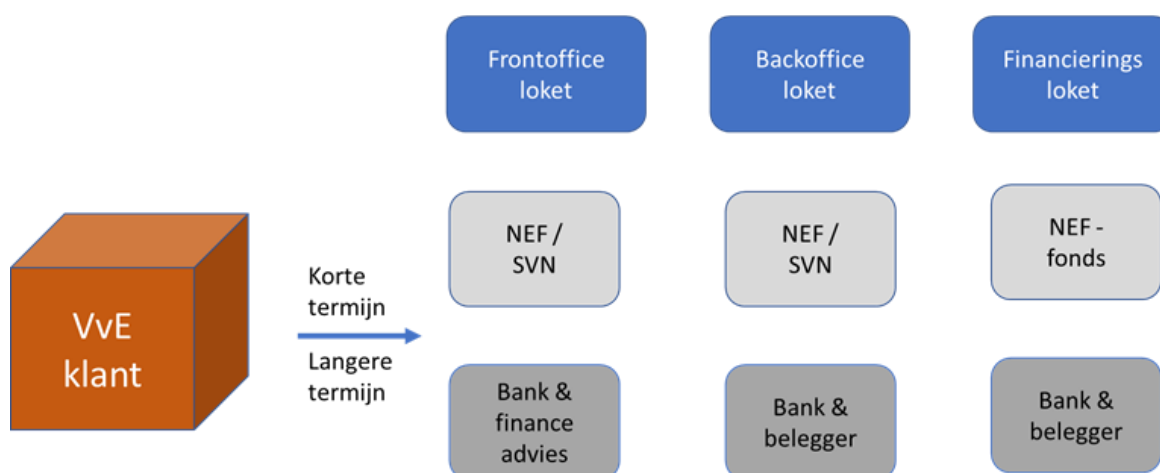 Frontoffice
loket
Backoffice
loket
Financierings
loket
VvE
klant
Korte
termijn
Langere
termijn
NEF /
SVN
NEF /
SVN
NEF -
fonds
Bank &
finance
advies
Bank &
belegger
Bank &
belegger